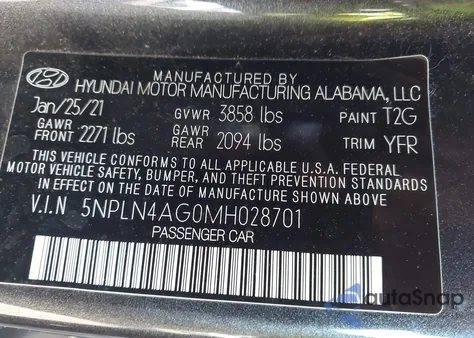 MANUFACTURED BY
HYUNDAI MOTOR MANUFACTURING ALABAMA, LLC
Jan/25/21 GVWR 3858 lbs PAINT T2G
GAWR FRONT 2271 lbs GAWR REAR 2094 lbs TRIM YFR
THIS VEHICLE CONFORMS TO ALL APPLICABLE U.S.A. FEDERAL
MOTOR VEHICLE SAFETY, BUMPER, AND THEFT PREVENTION STANDARDS
IN EFFECT ON THE DATE OF MANUFACTURE SHOWN ABOVE.
V.I.N 5NPLN4AG0MH028701
PASSENGER CAR
autoSnap